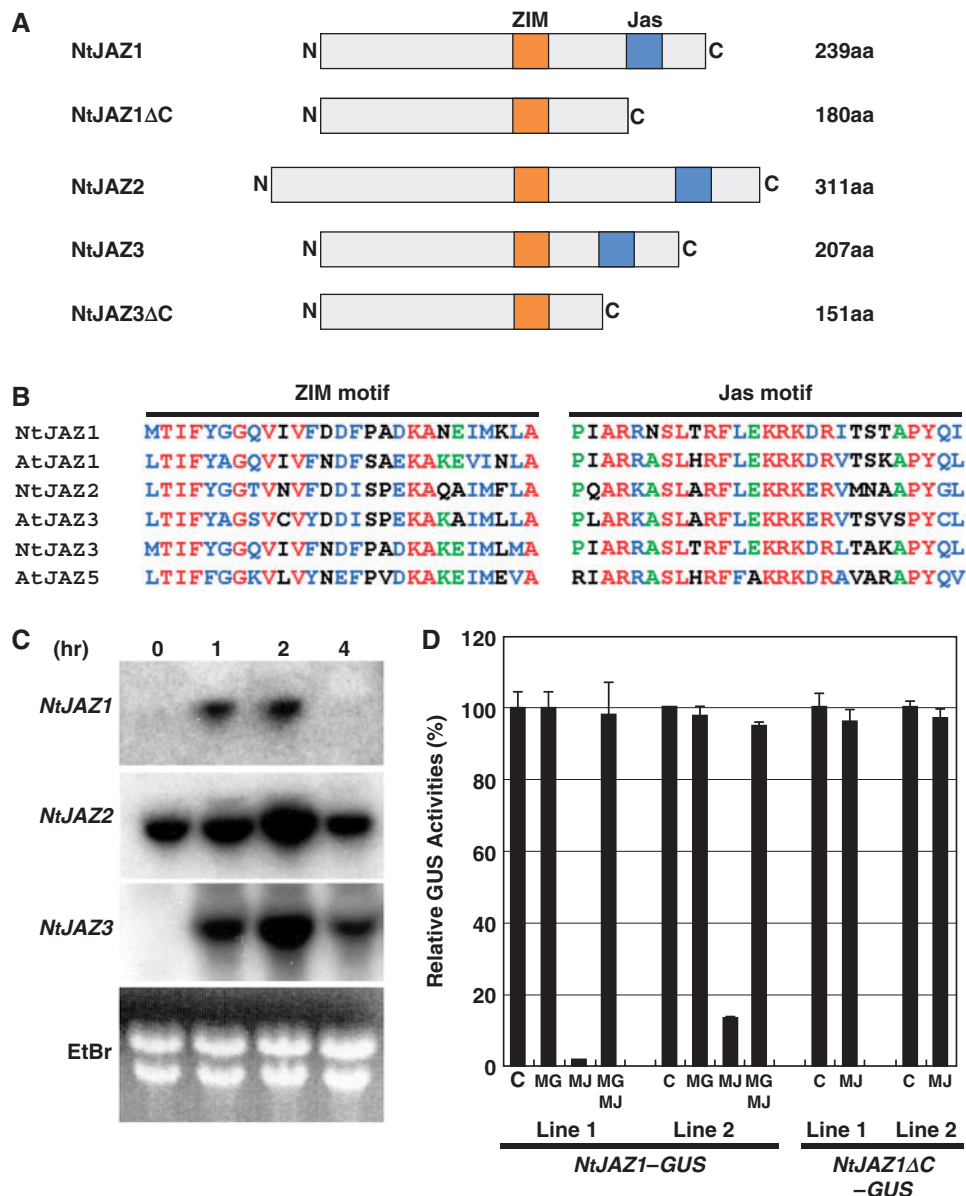 A
ZIM Jas
NtJAZ1 N C 239aa
NtJAZ1ΔC N C 180aa
NtJAZ2 N C 311aa
NtJAZ3 N C 207aa
NtJAZ3ΔC N C 151aa
B
ZIM motif Jas motif
NtJAZ1 MTIFYGGQVIVFDDFPADKANEIMKLA PIARRNSLTRFLEKRKDRITSTAPYQI
AtJAZ1 LTIFYAGQVIVFNDFSAEKAKEVINLA PIARRASLHRFLEKRKDRVTSKAPYQL
NtJAZ2 LTIFYGGTVNVFDDISPEKAQAIMFLA PQARKASLARFLEKRKERVMNAAPYGL
AtJAZ3 LTIFYAGSVCVYDDISPEKAKAIMLLA PLARKASLARFLEKRKERVTSVSPYCL
NtJAZ3 MTIFYGGQVIVFNDFPADKAKEIMLMA PIARRNSLTRFLEKRKDRLTAKAPYQL
AtJAZ5 LTIFFGGKVLVYNEFPVDKAKEIMEVA RIARRASLHRFFAKRKDRAVARAPYQV
C
(hr) 0 1 2 4
NtJAZ1
NtJAZ2
NtJAZ3
EtBr
D
Relative GUS Activities (%)
120
100
80
60
40
20
0
C MG MJ MG MJ C MG MJ MG MJ C MJ C MJ
Line 1 Line 2 Line 1 Line 2
NtJAZ1–GUS NtJAZ1ΔC
–GUS